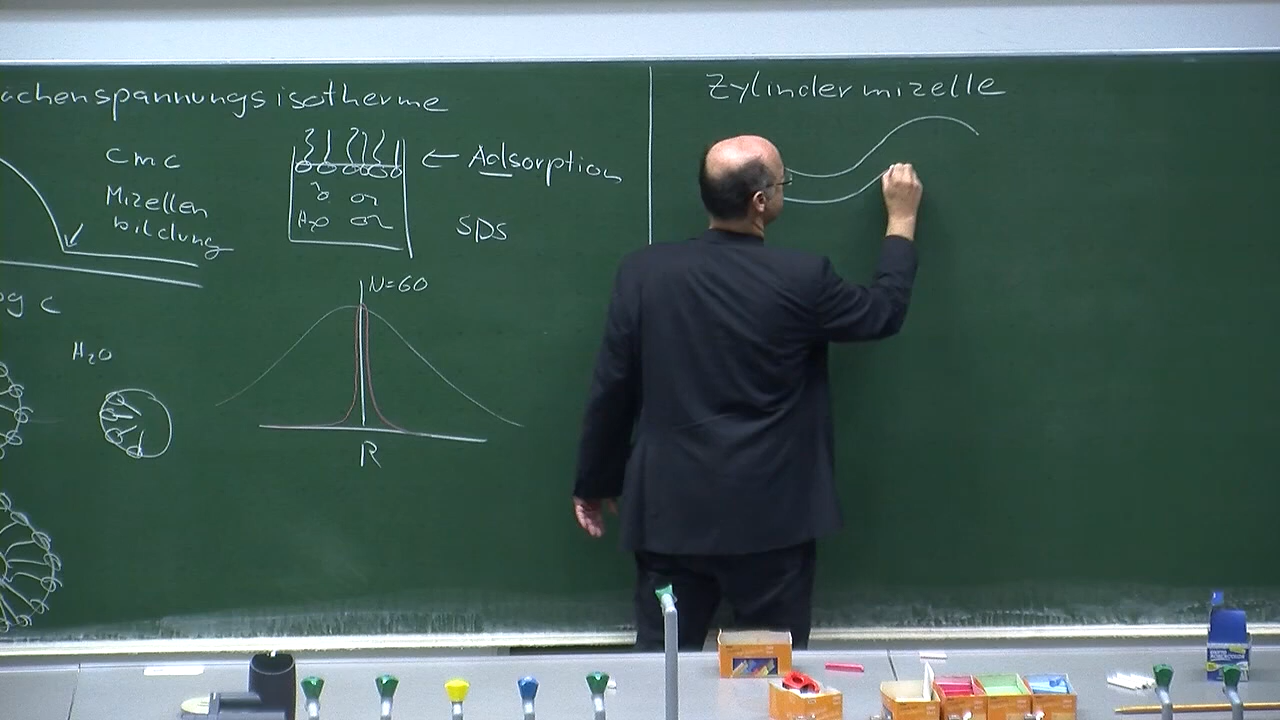 achenspannungsisotherme
cmc
Mizellen
bildung
← Adsorption
H2O
SDS
og c
H2O
N=60
R
Zylindermizelle